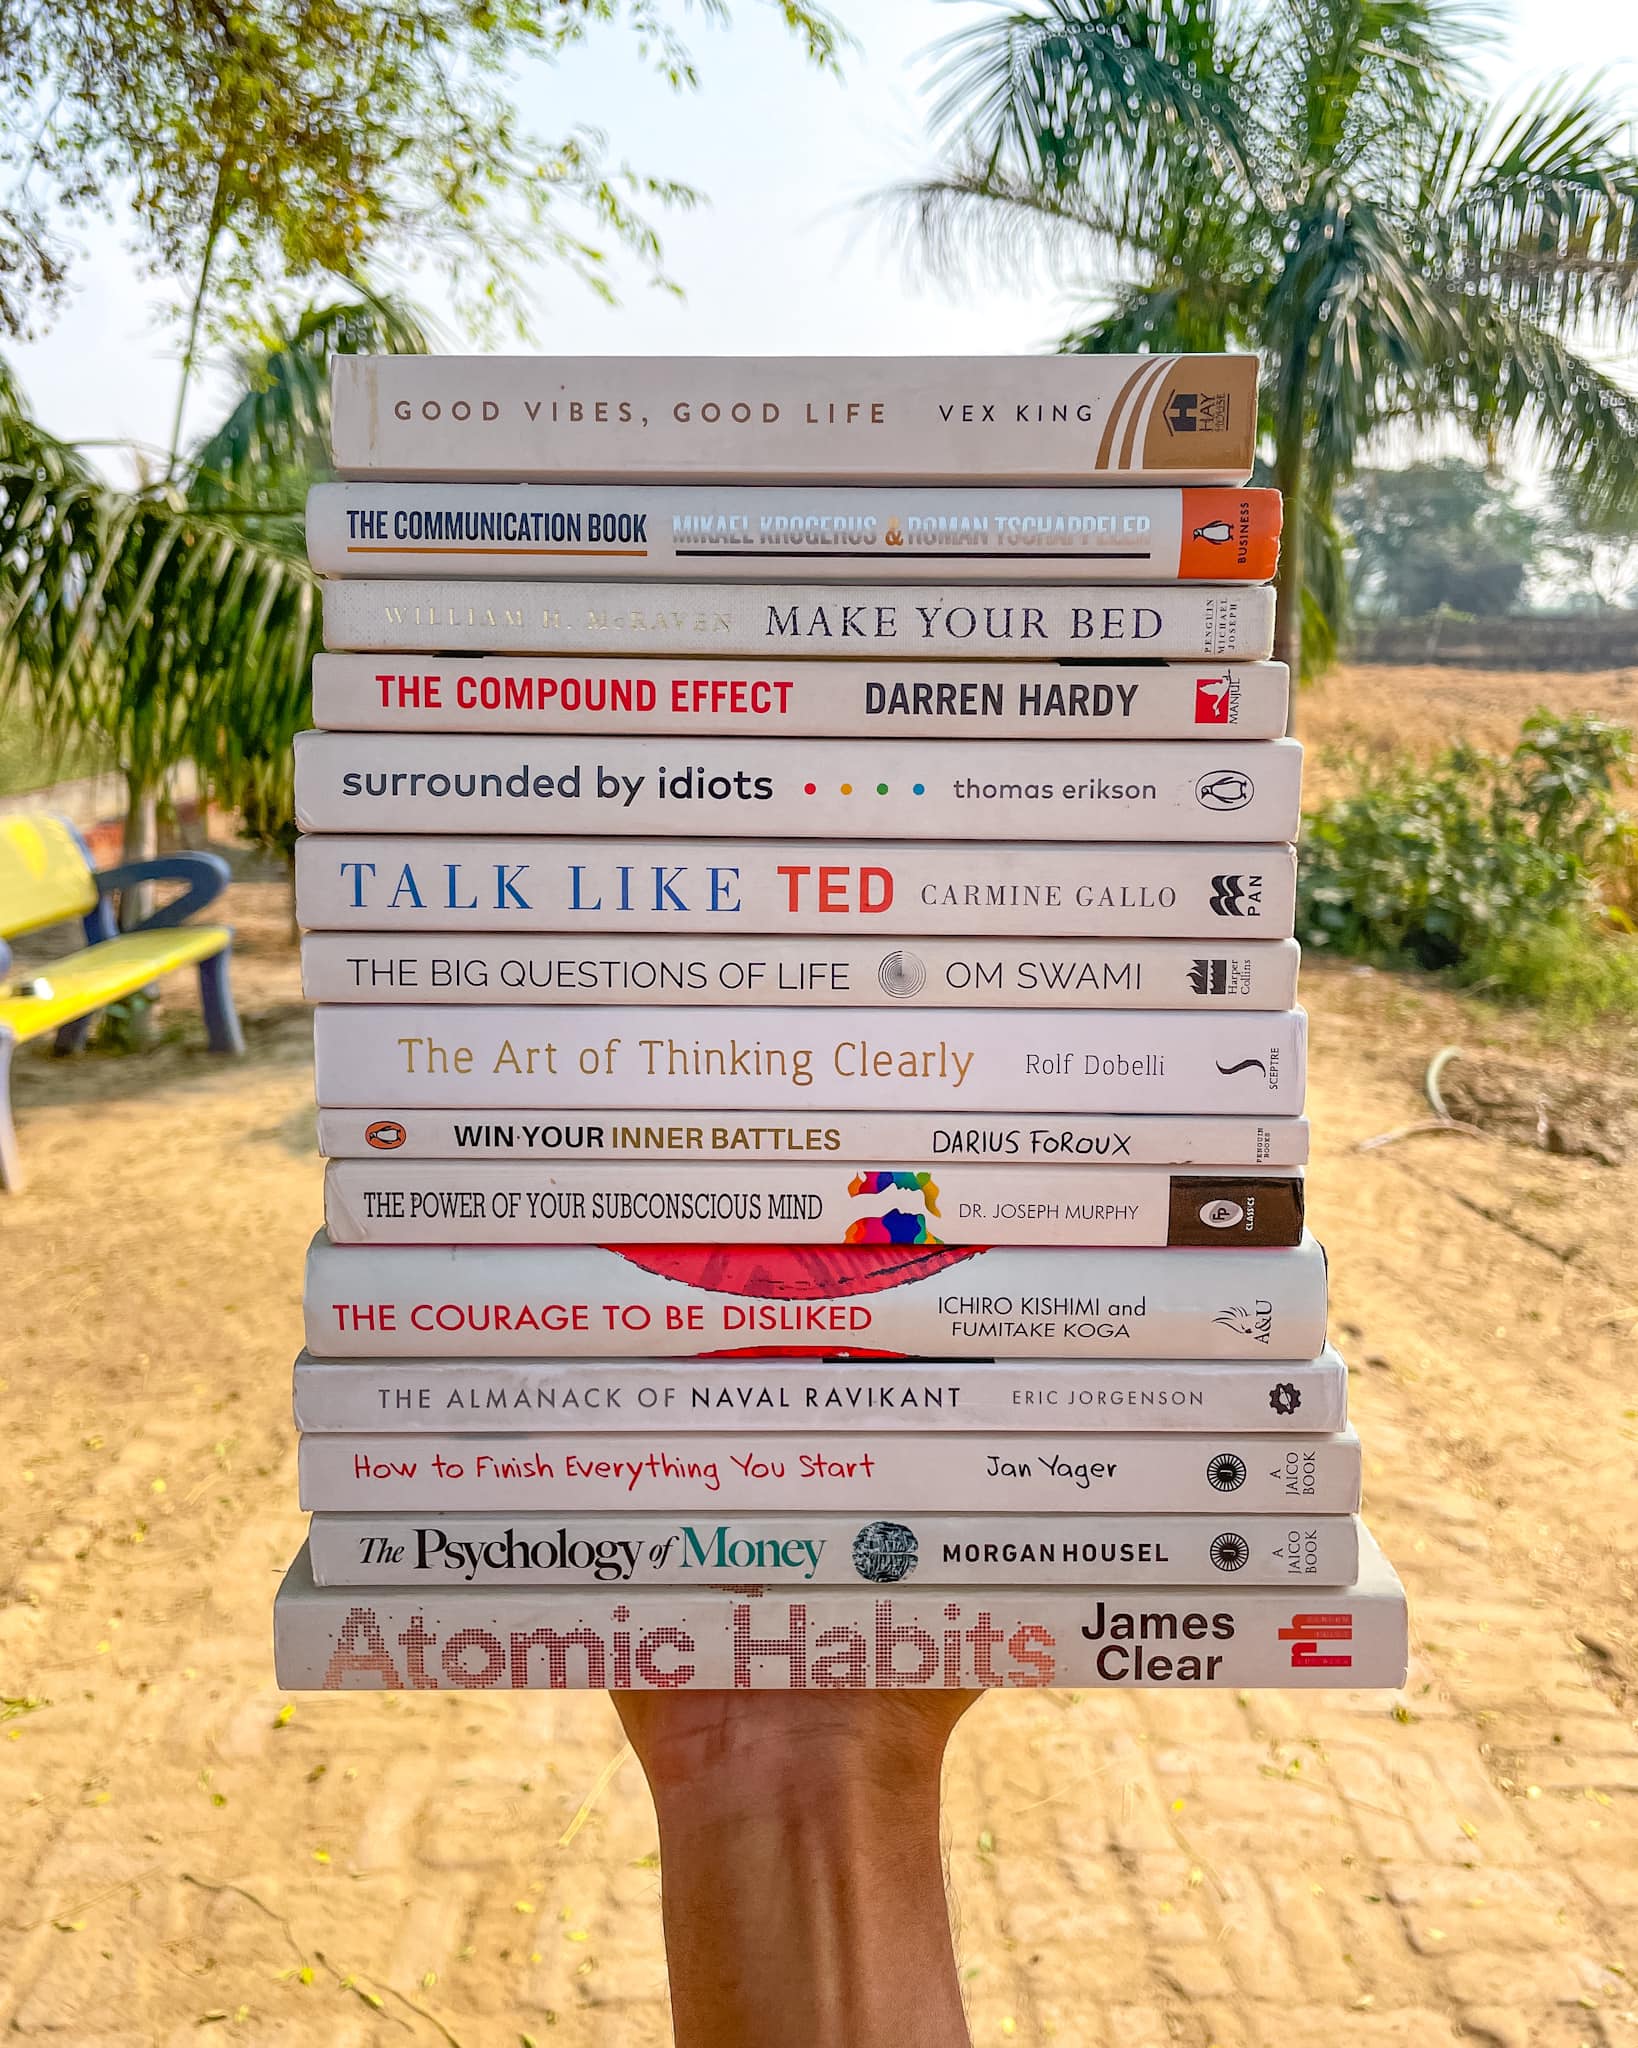 GOOD VIBES, GOOD LIFE VEX KING HAY HOUSE
THE COMMUNICATION BOOK MIKAEL KROGERUS & ROMAN TSCHÄPPELER BUSINESS
WILLIAM H. McRAVEN MAKE YOUR BED PENGUIN MICHAEL JOSEPH
THE COMPOUND EFFECT DARREN HARDY MANJUL
surrounded by idiots thomas erikson
TALK LIKE TED CARMINE GALLO PAN
THE BIG QUESTIONS OF LIFE OM SWAMI Harper Collins
The Art of Thinking Clearly Rolf Dobelli SCEPTRE
WIN YOUR INNER BATTLES DARIUS FOROUX PENGUIN BOOKS
THE POWER OF YOUR SUBCONSCIOUS MIND DR. JOSEPH MURPHY FP CLASSICS
THE COURAGE TO BE DISLIKED ICHIRO KISHIMI and
FUMITAKE KOGA A&U
THE ALMANACK OF NAVAL RAVIKANT ERIC JORGENSON
How to Finish Everything You Start Jan Yager J A JAICO BOOK
The Psychology of Money MORGAN HOUSEL J A JAICO BOOK
Atomic Habits James
Clear rh